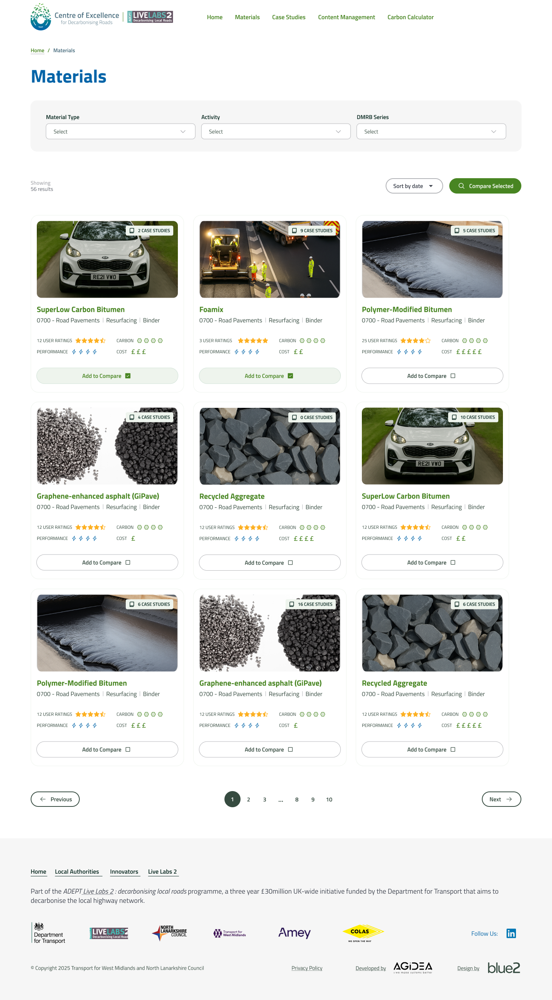 Centre of Excellence
for Decarbonising Roads
ADEPT
LIVELABS2
Decarbonising Local Roads
Home Materials Case Studies Content Management Carbon Calculator
Home / Materials
Materials
Material Type Activity DMRB Series
Select Select Select
Showing
56 results
Sort by date Compare Selected
2 CASE STUDIES 9 CASE STUDIES 5 CASE STUDIES
KIA
RE21 VWO
SuperLow Carbon Bitumen Foamix Polymer-Modified Bitumen
0700 - Road Pavements | Resurfacing | Binder 0700 - Road Pavements | Resurfacing | Binder 0700 - Road Pavements | Resurfacing | Binder
12 USER RATINGS CARBON 3 USER RATINGS CARBON 25 USER RATINGS CARBON
PERFORMANCE COST £ £ £ PERFORMANCE COST £ £ PERFORMANCE COST £ £ £ £ £
Add to Compare Add to Compare Add to Compare
4 CASE STUDIES 0 CASE STUDIES 10 CASE STUDIES
KIA
RE21 VWO
Graphene-enhanced asphalt (GiPave) Recycled Aggregate SuperLow Carbon Bitumen
0700 - Road Pavements | Resurfacing | Binder 0700 - Road Pavements | Resurfacing | Binder 0700 - Road Pavements | Resurfacing | Binder
12 USER RATINGS CARBON 12 USER RATINGS CARBON 12 USER RATINGS CARBON
PERFORMANCE COST £ PERFORMANCE COST £ £ £ £ PERFORMANCE COST £ £
Add to Compare Add to Compare Add to Compare
6 CASE STUDIES 16 CASE STUDIES 6 CASE STUDIES
Polymer-Modified Bitumen Graphene-enhanced asphalt (GiPave) Recycled Aggregate
0700 - Road Pavements | Resurfacing | Binder 0700 - Road Pavements | Resurfacing | Binder 0700 - Road Pavements | Resurfacing | Binder
12 USER RATINGS CARBON 12 USER RATINGS CARBON 12 USER RATINGS CARBON
PERFORMANCE COST £ £ £ PERFORMANCE COST £ PERFORMANCE COST £ £ £ £ £
Add to Compare Add to Compare Add to Compare
Previous 1 2 3 ... 8 9 10 Next
Home Local Authorities Innovators Live Labs 2
Part of the ADEPT Live Labs 2 : decarbonising local roads programme, a three year £30million UK-wide initiative funded by the Department for Transport that aims to
decarbonise the local highway network.
Department
for Transport
LIVELABS2
Decarbonising Local Road
NORTH
LANARKSHIRE
COUNCIL
Transport for
West Midlands
Amey
COLAS
WE OPEN THE WAY
Follow Us: in
© Copyright 2025 Transport for West Midlands and North Lanarkshire Council Privacy Policy Developed by AGiDEA Design by blue2
we make systems better